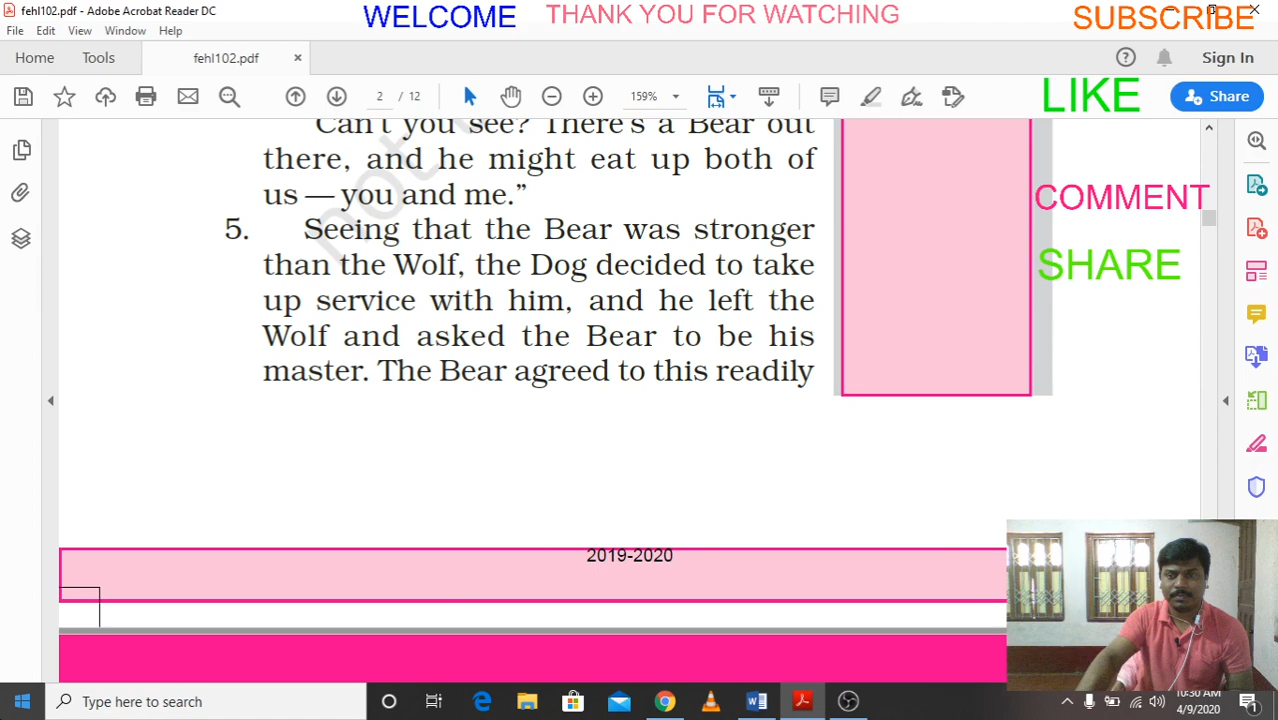 fehl102.pdf - Adobe Acrobat Reader DC
WELCOME
THANK YOU FOR WATCHING
SUBSCRIBE
File Edit View Window Help
Home Tools fehl102.pdf × Sign In
2 / 12 159% Share
LIKE
"Can't you see? There's a Bear out
there, and he might eat up both of
us — you and me."
COMMENT
5. Seeing that the Bear was stronger
than the Wolf, the Dog decided to take
SHARE
up service with him, and he left the
Wolf and asked the Bear to be his
master. The Bear agreed to this readily
not
2019-2020
Type here to search
10:30 AM
4/9/2020
1